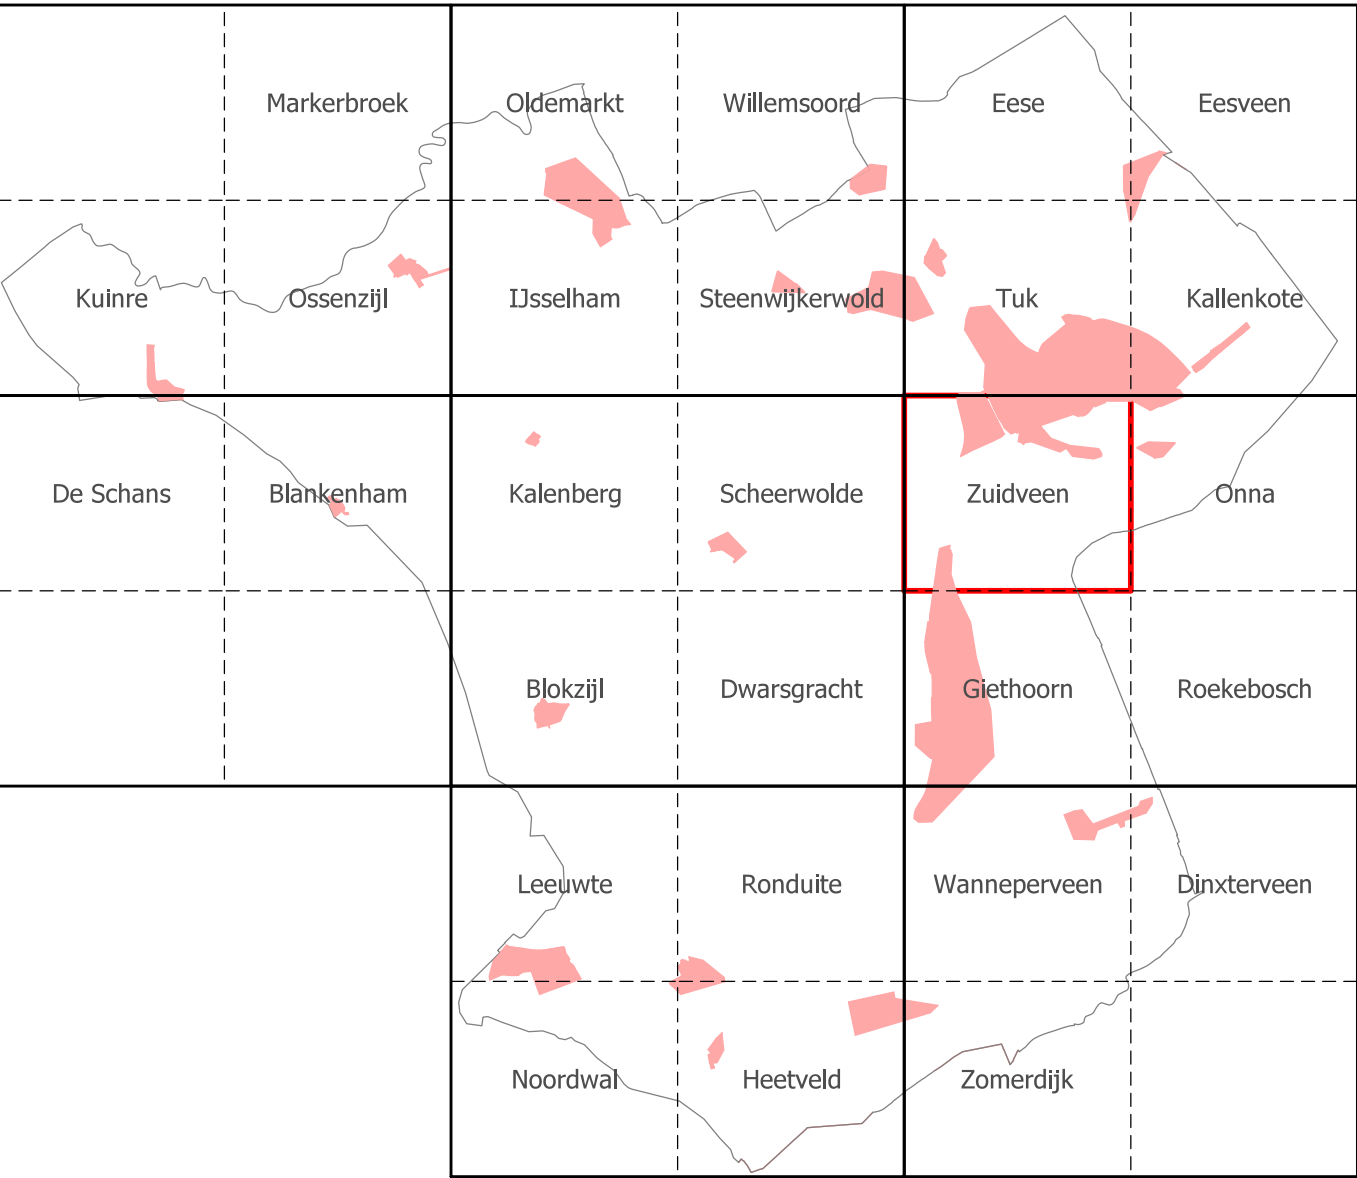 Markerbroek
Oldemarkt
Willemsoord
Eese
Eesveen
Kuinre
Ossenzijl
IJsselham
Steenwijkerwold
Tuk
Kallenkote
De Schans
Blankenham
Kalenberg
Scheerwolde
Zuidveen
Onna
Blokzijl
Dwarsgracht
Giethoorn
Roekebosch
Leeuwte
Ronduite
Wanneperveen
Dinxterveen
Noordwal
Heetveld
Zomerdijk